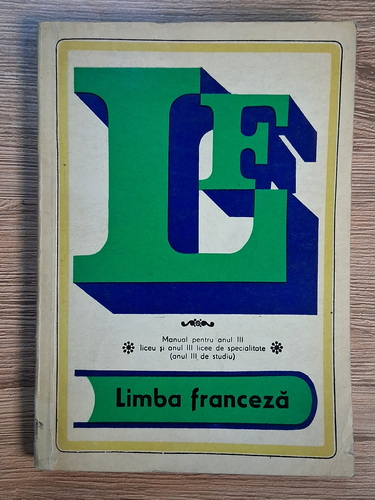 LF
Manual pentru anul III
liceu și anul III licee de specialitate
(anul III de studiu)
Limba franceză